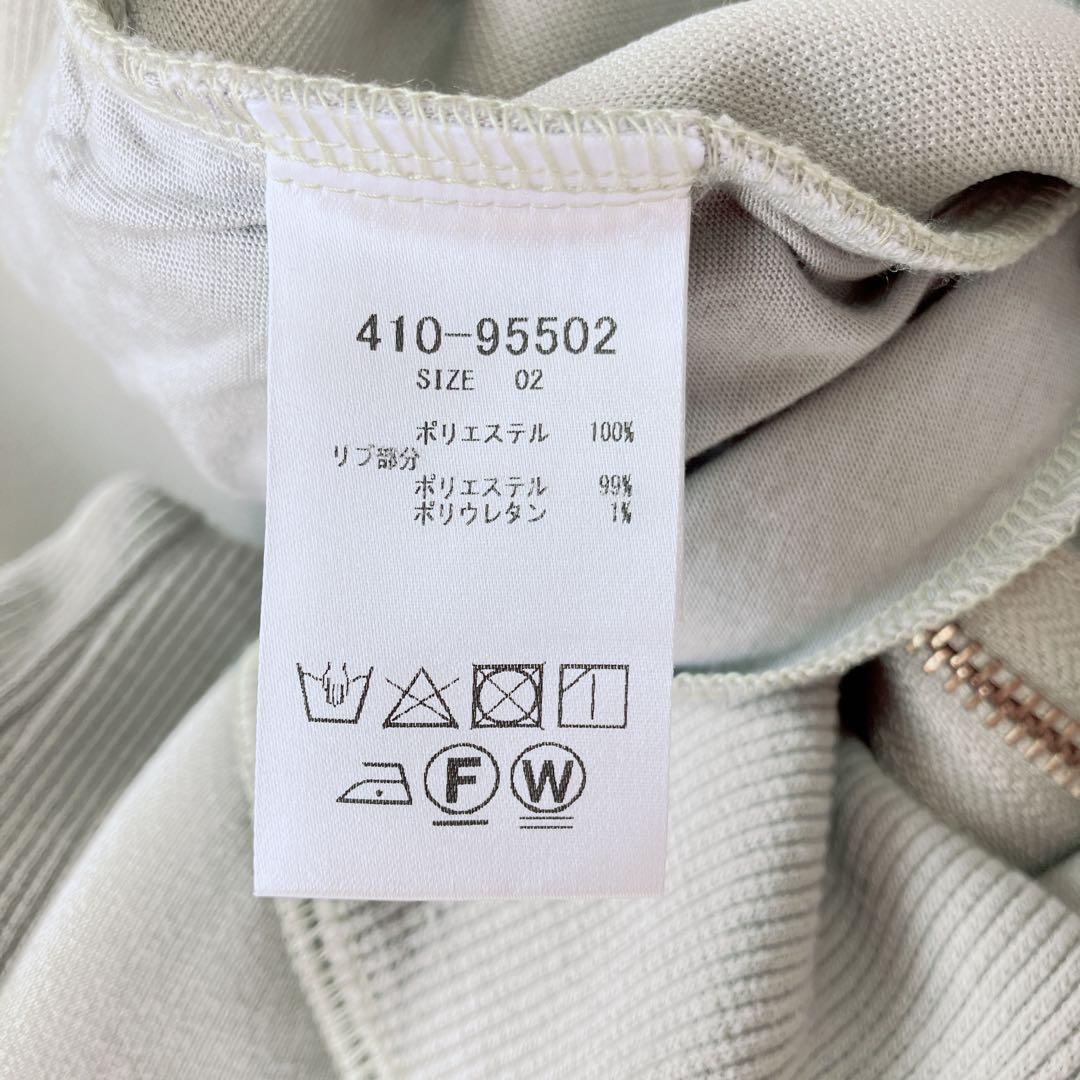 410-95502
SIZE 02
ポリエステル 100%
リブ部分
ポリエステル 99%
ポリウレタン 1%
F W